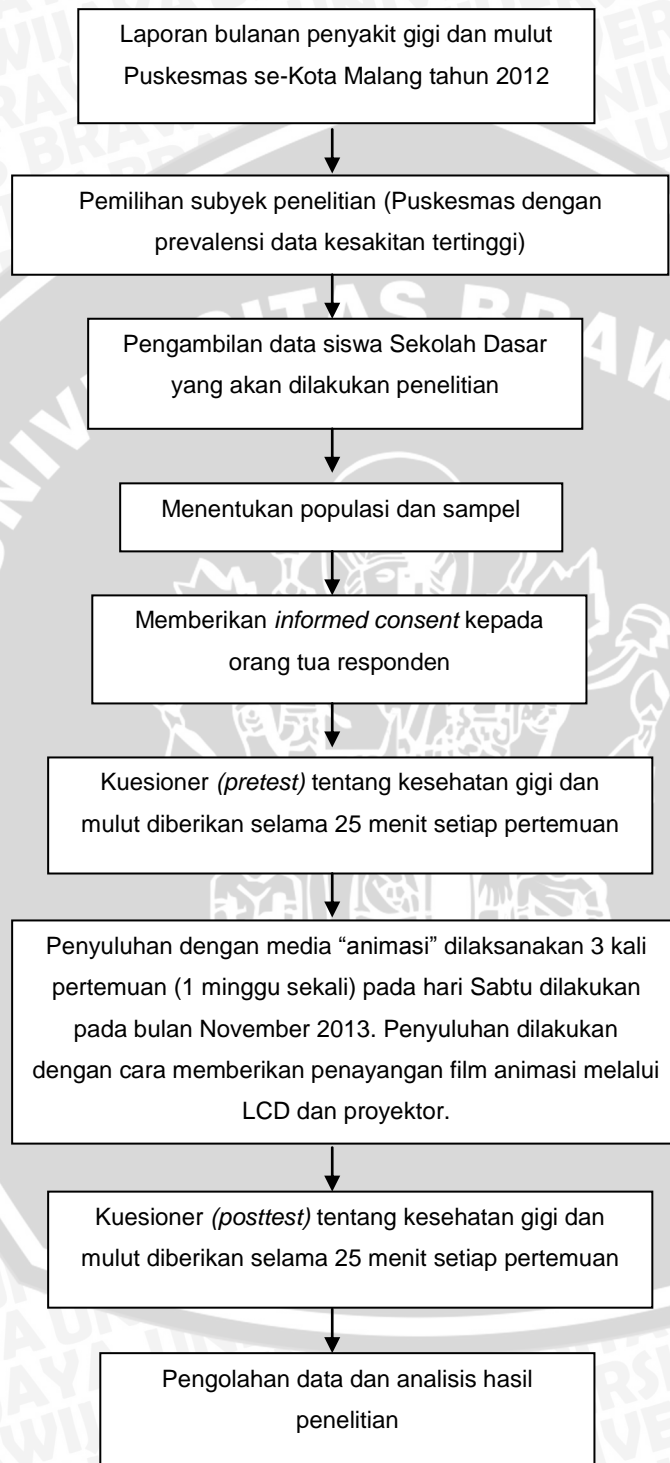 Laporan bulanan penyakit gigi dan mulut
Puskesmas se-Kota Malang tahun 2012
Pemilihan subyek penelitian (Puskesmas dengan
prevalensi data kesakitan tertinggi)
Pengambilan data siswa Sekolah Dasar
yang akan dilakukan penelitian
Menentukan populasi dan sampel
Memberikan informed consent kepada
orang tua responden
Kuesioner (pretest) tentang kesehatan gigi dan
mulut diberikan selama 25 menit setiap pertemuan
Penyuluhan dengan media “animasi” dilaksanakan 3 kali
pertemuan (1 minggu sekali) pada hari Sabtu dilakukan
pada bulan November 2013. Penyuluhan dilakukan
dengan cara memberikan penayangan film animasi melalui
LCD dan proyektor.
Kuesioner (posttest) tentang kesehatan gigi dan
mulut diberikan selama 25 menit setiap pertemuan
Pengolahan data dan analisis hasil
penelitian